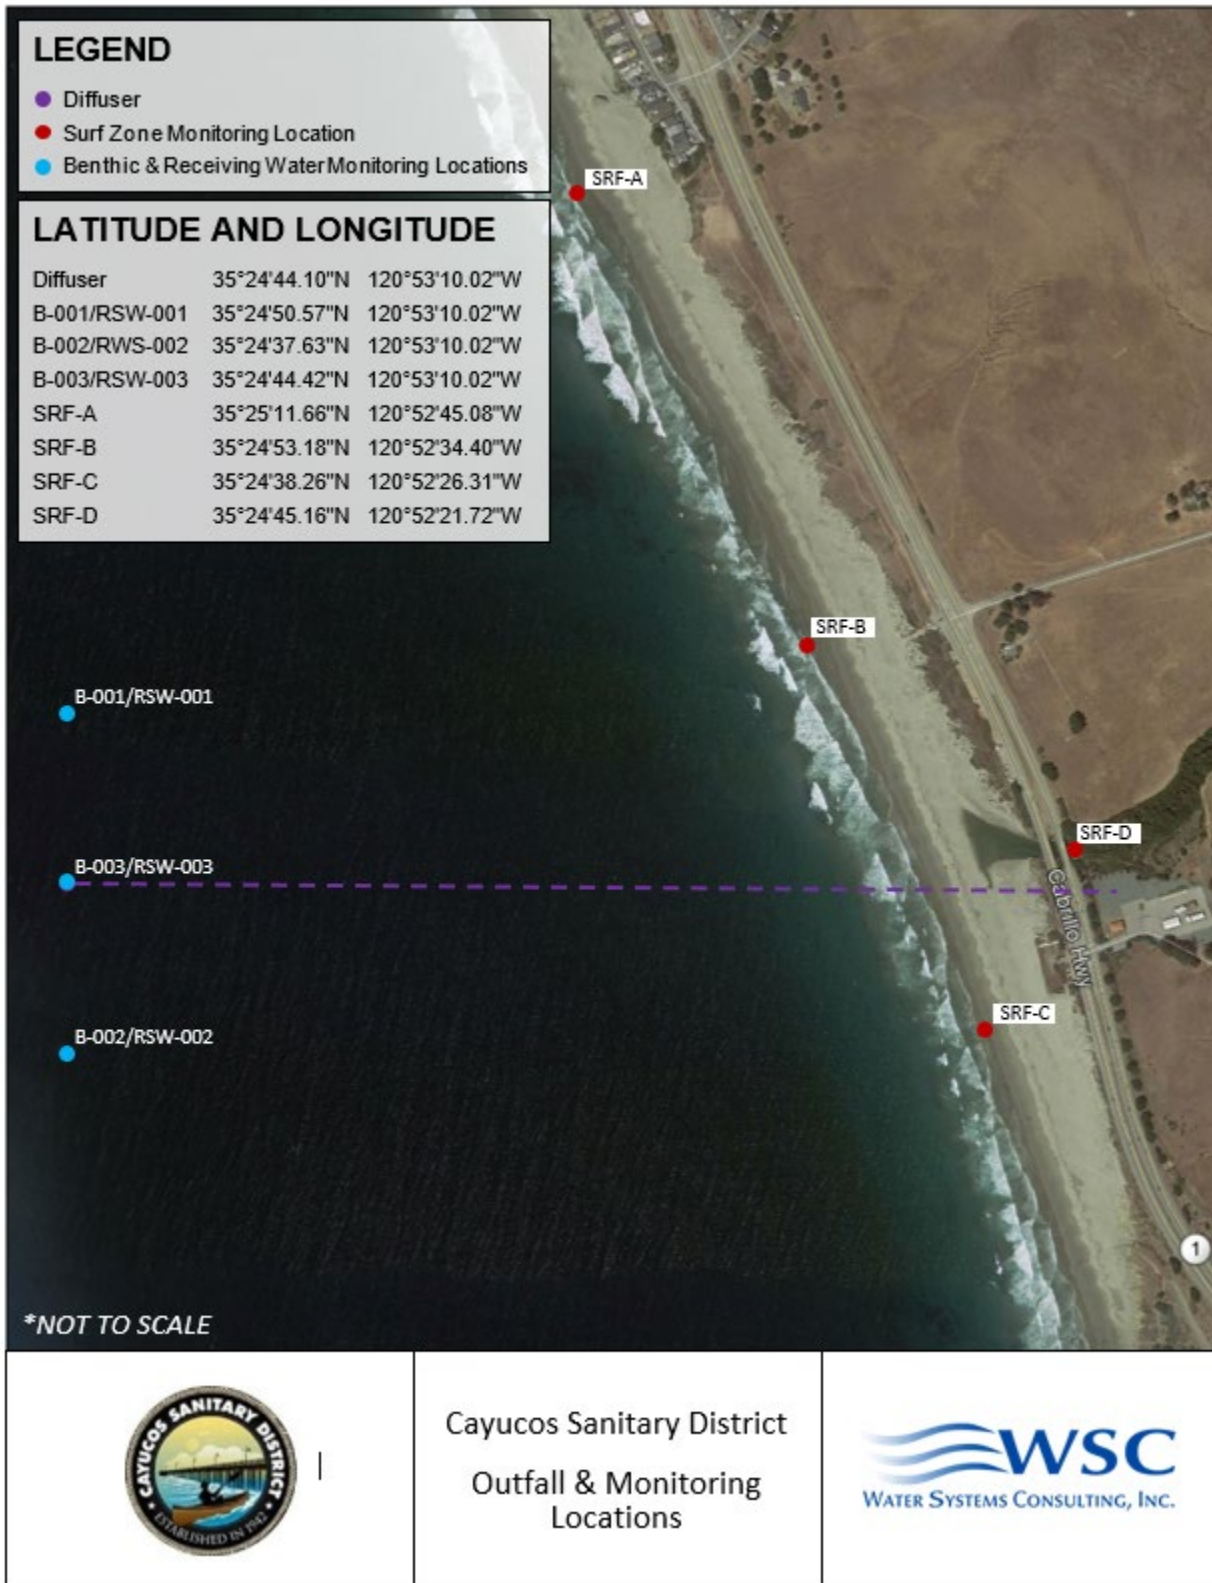 LEGEND
Diffuser
Surf Zone Monitoring Location
Benthic & Receiving Water Monitoring Locations
LATITUDE AND LONGITUDE
Diffuser 35°24'44.10"N 120°53'10.02"W
B-001/RSW-001 35°24'50.57"N 120°53'10.02"W
B-002/RWS-002 35°24'37.63"N 120°53'10.02"W
B-003/RSW-003 35°24'44.42"N 120°53'10.02"W
SRF-A 35°25'11.66"N 120°52'45.08"W
SRF-B 35°24'53.18"N 120°52'34.40"W
SRF-C 35°24'38.26"N 120°52'26.31"W
SRF-D 35°24'45.16"N 120°52'21.72"W
SRF-A
SRF-B
B-001/RSW-001
SRF-D
B-003/RSW-003
Cabrillo Hwy
SRF-C
B-002/RSW-002
1
*NOT TO SCALE
CAYUCOS SANITARY DISTRICT
ESTABLISHED IN 1942
Cayucos Sanitary District
Outfall & Monitoring
Locations
WSC
WATER SYSTEMS CONSULTING, INC.